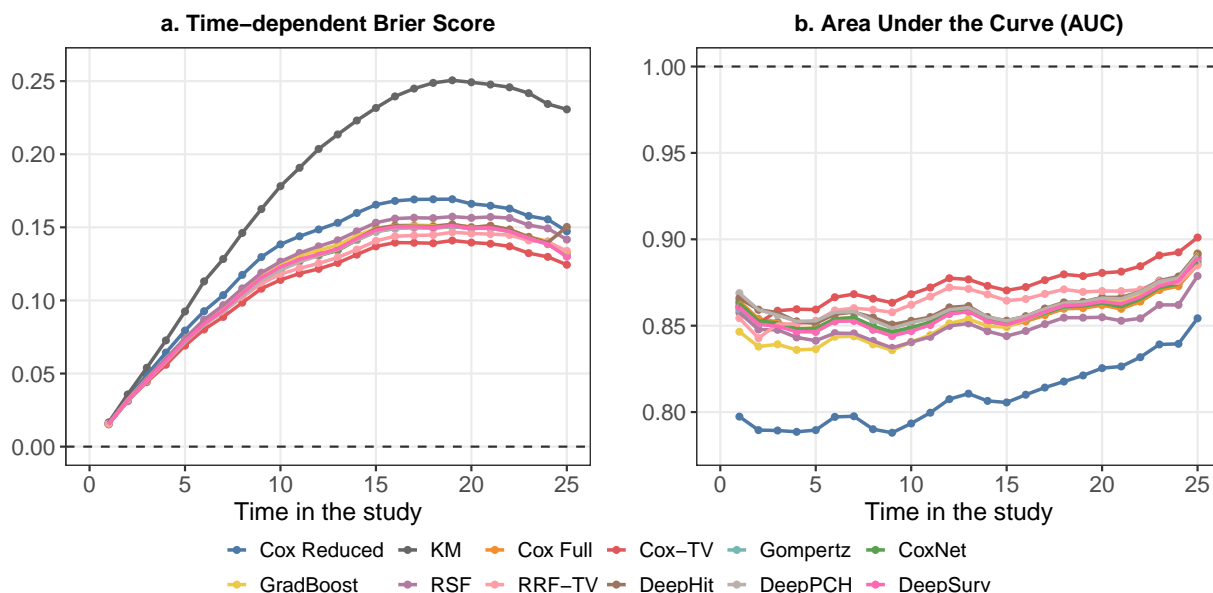 a. Time−dependent Brier Score
0.25
0.20
0.15
0.10
0.05
0.00
0 5 10 15 20 25
Time in the study
b. Area Under the Curve (AUC)
1.00
0.95
0.90
0.85
0.80
0 5 10 15 20 25
Time in the study
Cox Reduced KM Cox Full Cox−TV Gompertz CoxNet
GradBoost RSF RRF−TV DeepHit DeepPCH DeepSurv